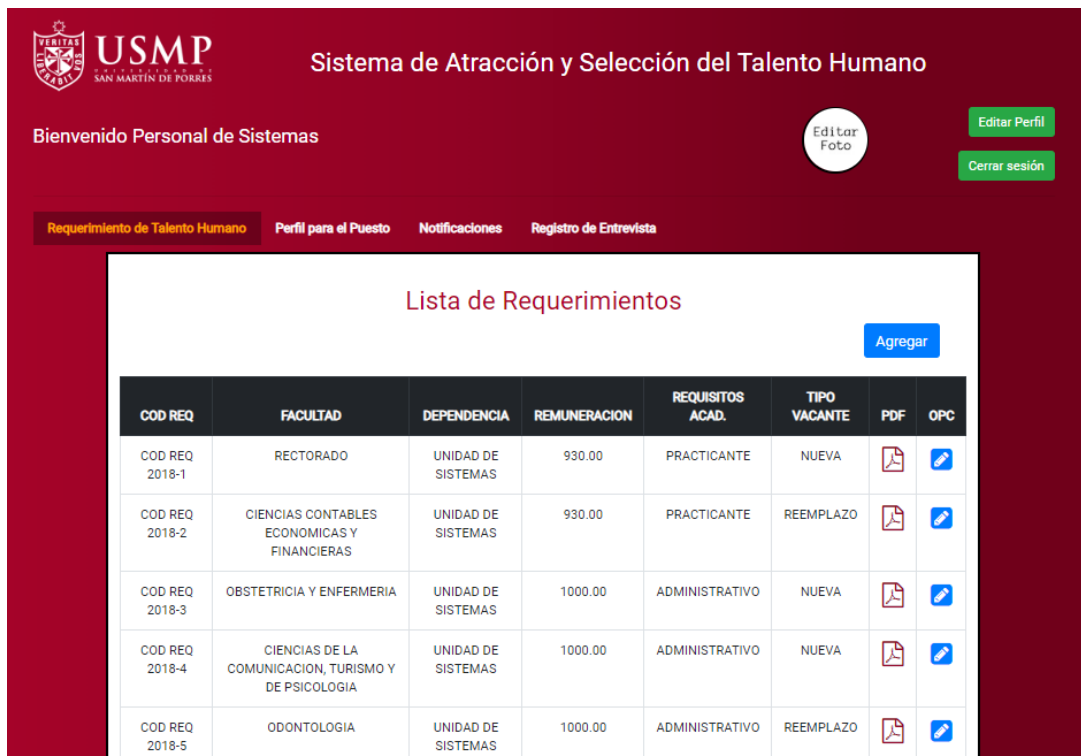 VERITAS
LIBERABIT VOS
USMP
UNIVERSIDAD DE
SAN MARTÍN DE PORRES
Sistema de Atracción y Selección del Talento Humano
Bienvenido Personal de Sistemas
Editar
Foto
Editar Perfil
Cerrar sesión
Requerimiento de Talento Humano Perfil para el Puesto Notificaciones Registro de Entrevista
Lista de Requerimientos
Agregar
COD REQ FACULTAD DEPENDENCIA REMUNERACION REQUISITOS ACAD. TIPO VACANTE PDF OPC
COD REQ 2018-1 RECTORADO UNIDAD DE SISTEMAS 930.00 PRACTICANTE NUEVA
COD REQ 2018-2 CIENCIAS CONTABLES ECONOMICAS Y FINANCIERAS UNIDAD DE SISTEMAS 930.00 PRACTICANTE REEMPLAZO
COD REQ 2018-3 OBSTETRICIA Y ENFERMERIA UNIDAD DE SISTEMAS 1000.00 ADMINISTRATIVO NUEVA
COD REQ 2018-4 CIENCIAS DE LA COMUNICACION, TURISMO Y DE PSICOLOGIA UNIDAD DE SISTEMAS 1000.00 ADMINISTRATIVO NUEVA
COD REQ 2018-5 ODONTOLOGIA UNIDAD DE SISTEMAS 1000.00 ADMINISTRATIVO REEMPLAZO